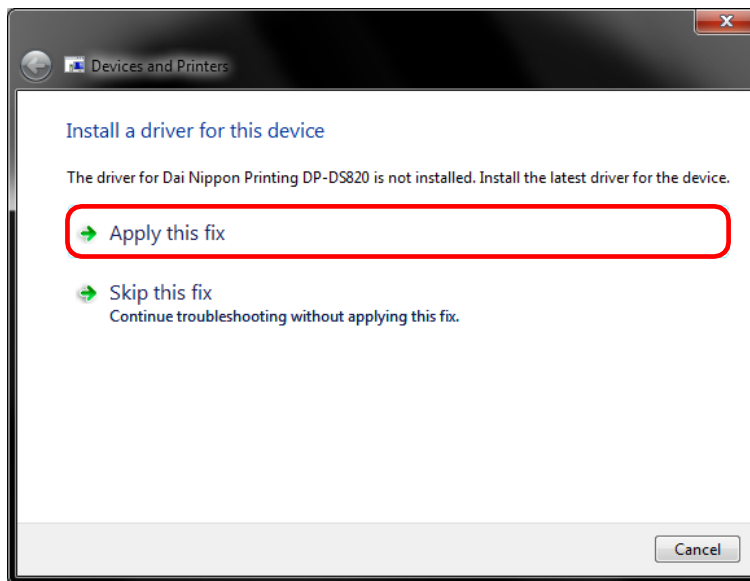 Devices and Printers
Install a driver for this device
The driver for Dai Nippon Printing DP-DS820 is not installed. Install the latest driver for the device.
Apply this fix
Skip this fix
Continue troubleshooting without applying this fix.
Cancel